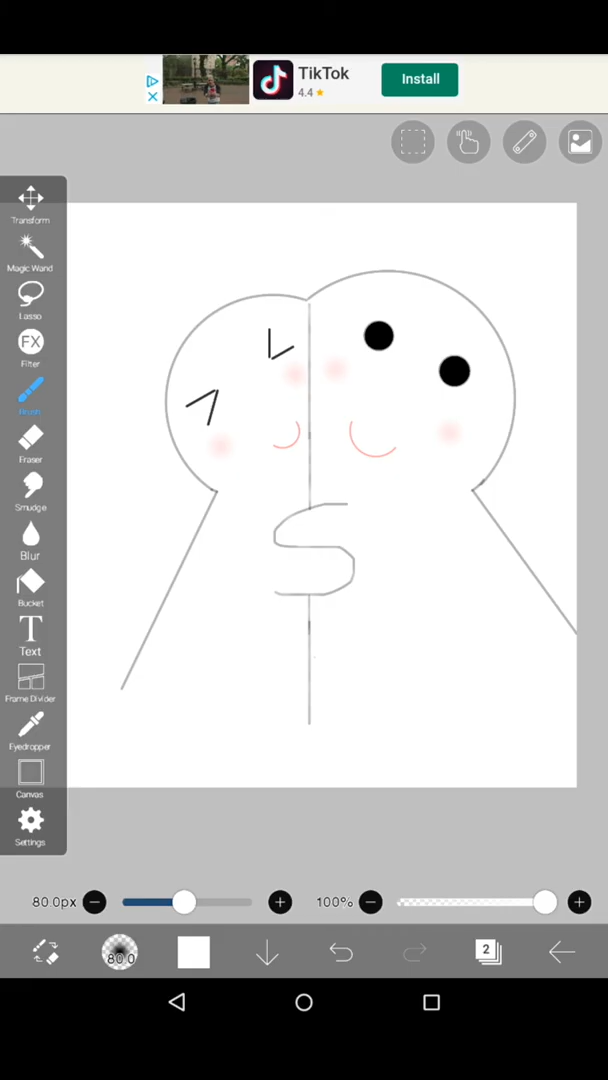 TikTok
Install
4.4 ★
Transform
Magic Wand
Lasso
FX
Filter
Brush
Eraser
Smudge
Blur
Bucket
T
Text
Frame Divider
Eyedropper
Canvas
Settings
S
80.0px
100%
80.0
2